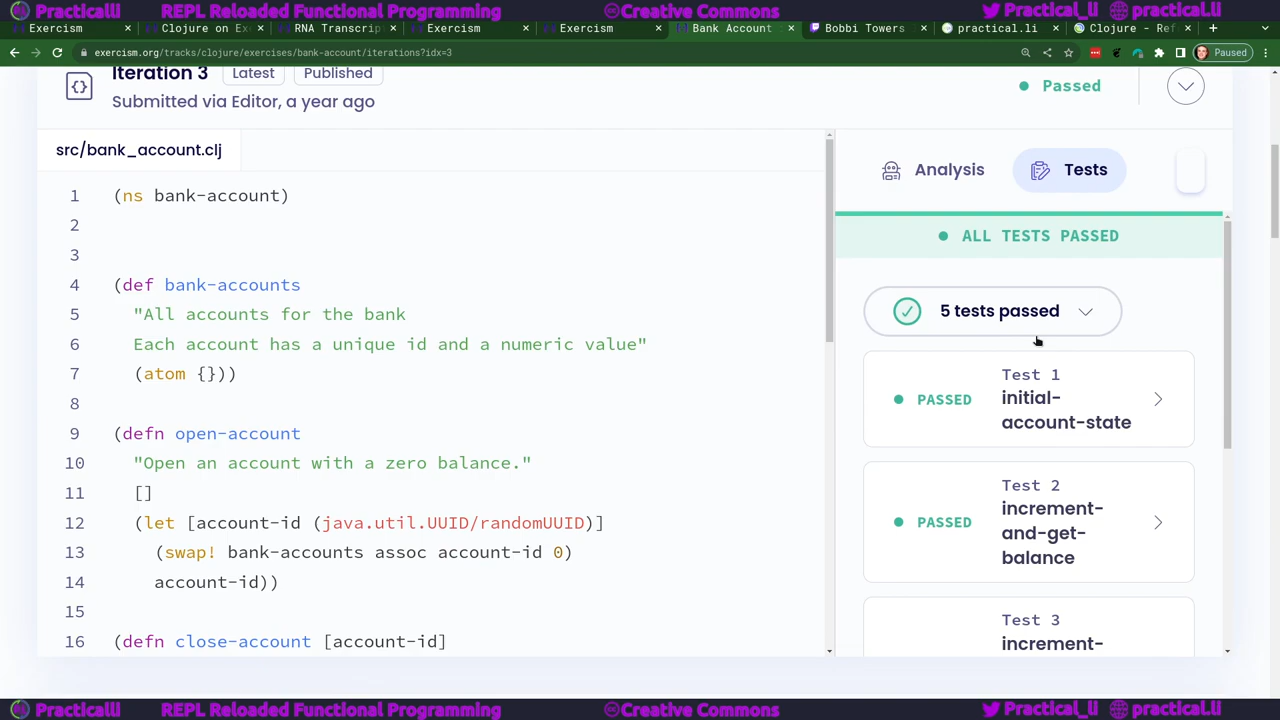 Practicalli REPL Reloaded Functional Programming Creative Commons Practical_li practical.li
Exercism Clojure on Ex RNA Transcrip Exercism Exercism Bank Account Bobbi Towers practical.li Clojure - Ref
exercism.org/tracks/clojure/exercises/bank-account/iterations?idx=3 Paused
Iteration 3 Latest Published
Submitted via Editor, a year ago
Passed
src/bank_account.clj
1 (ns bank-account)
2
3
4 (def bank-accounts
5 "All accounts for the bank
6 Each account has a unique id and a numeric value"
7 (atom {}))
8
9 (defn open-account
10 "Open an account with a zero balance."
11 []
12 (let [account-id (java.util.UUID/randomUUID)]
13 (swap! bank-accounts assoc account-id 0)
14 account-id))
15
16 (defn close-account [account-id]
Analysis Tests
ALL TESTS PASSED
5 tests passed
Test 1
PASSED initial-
account-state
Test 2
PASSED increment-
and-get-
balance
Test 3
increment-
Practicalli REPL Reloaded Functional Programming Creative Commons Practical_li practical.li